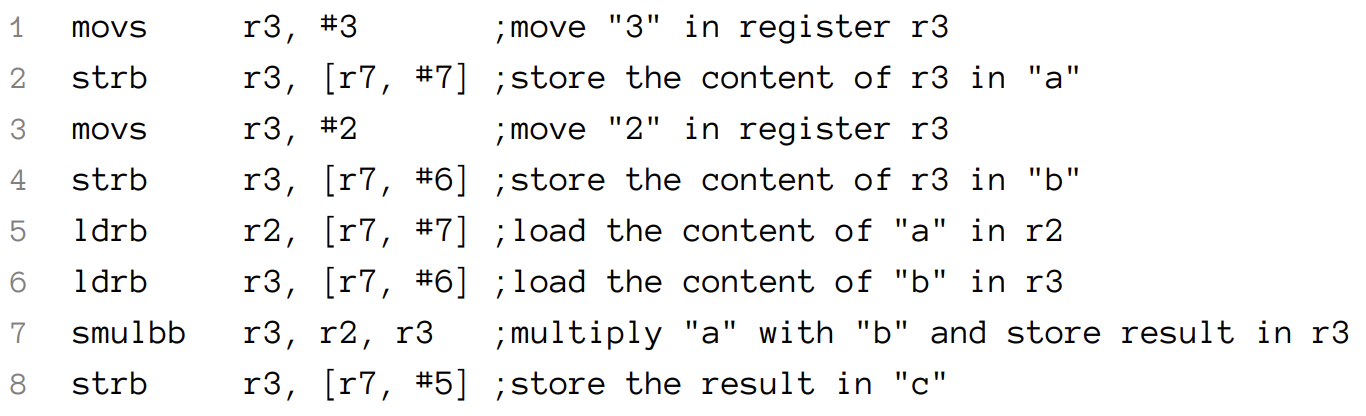 1 movs r3, #3 ;move "3" in register r3
2 strb r3, [r7, #7] ;store the content of r3 in "a"
3 movs r3, #2 ;move "2" in register r3
4 strb r3, [r7, #6] ;store the content of r3 in "b"
5 ldrb r2, [r7, #7] ;load the content of "a" in r2
6 ldrb r3, [r7, #6] ;load the content of "b" in r3
7 smulbb r3, r2, r3 ;multiply "a" with "b" and store result in r3
8 strb r3, [r7, #5] ;store the result in "c"